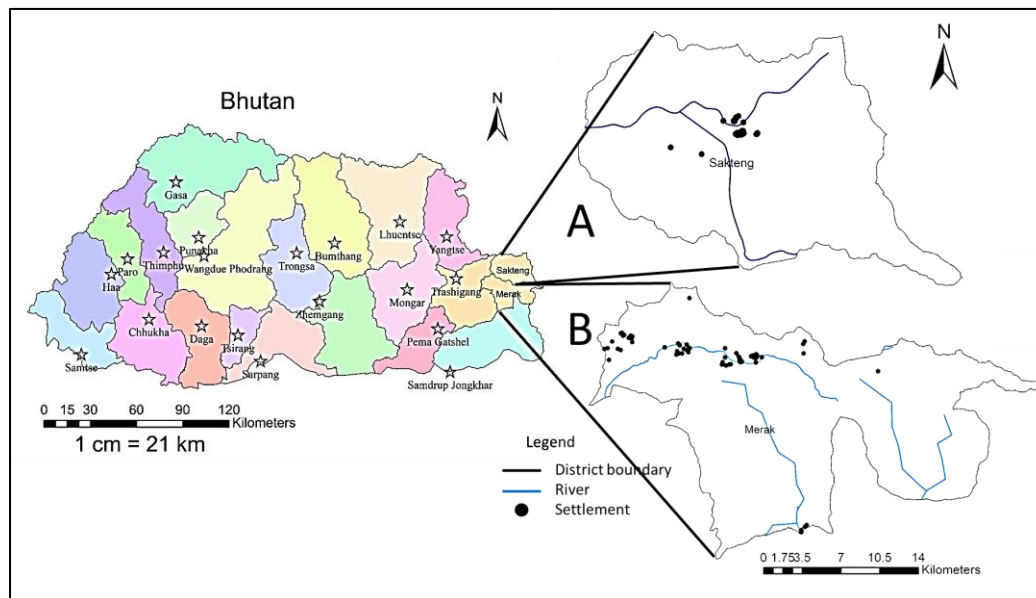 Bhutan
N
Gasa
Punakha
Paro
Thimphu
Wangdue Phodrang
Haa
Trongsa
Bumthang
Lhuentse
Yangtse
Zhemgang
Mongar
Trashigang
Sakteng
Merak
Chhukha
Daga
Tsirang
Sarpang
Samtse
Pema Gatshel
Samdrup Jongkhar
0 15 30 60 90 120
Kilometers
1 cm = 21 km
N
A
Sakteng
B
Merak
Legend
District boundary
River
Settlement
0 1.75 3.5 7 10.5 14
Kilometers